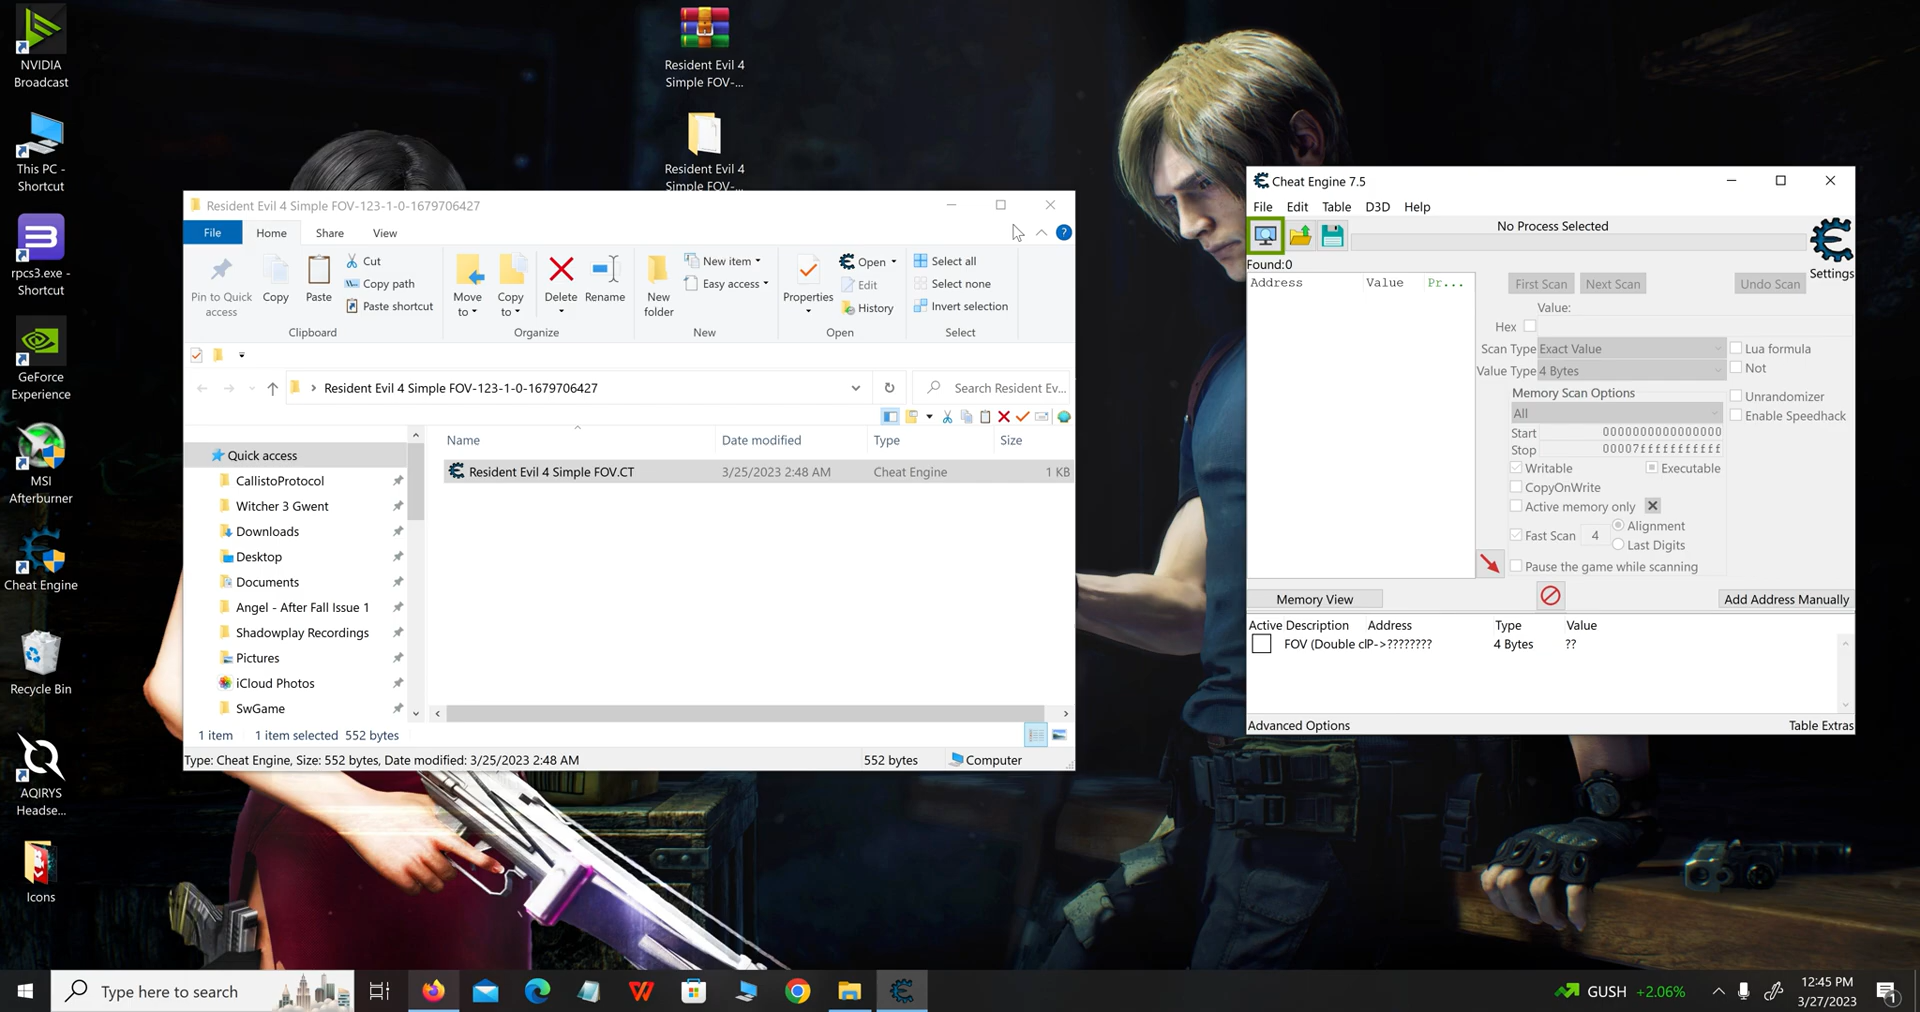 NVIDIA
Broadcast
This PC -
Shortcut
rpcs3.exe -
Shortcut
GeForce
Experience
MSI
Afterburner
Cheat Engine
Recycle Bin
AQIRYS
Headse...
Icons
Resident Evil 4
Simple FOV-...
Resident Evil 4
Simple FOV-...
Resident Evil 4 Simple FOV-123-1-0-1679706427
File Home Share View
Pin to Quick
access
Copy
Paste
Cut
Copy path
Paste shortcut
Clipboard
Move
to
Copy
to
Delete
Rename
Organize
New
folder
New item
Easy access
New
Properties
Open
Edit
History
Open
Select all
Select none
Invert selection
Select
Resident Evil 4 Simple FOV-123-1-0-1679706427
Search Resident Ev...
Name Date modified Type Size
Resident Evil 4 Simple FOV.CT 3/25/2023 2:48 AM Cheat Engine 1 KB
Quick access
CallistoProtocol
Witcher 3 Gwent
Downloads
Desktop
Documents
Angel - After Fall Issue 1
Shadowplay Recordings
Pictures
iCloud Photos
SwGame
1 item 1 item selected 552 bytes
Type: Cheat Engine, Size: 552 bytes, Date modified: 3/25/2023 2:48 AM 552 bytes Computer
Cheat Engine 7.5
File Edit Table D3D Help
No Process Selected
Settings
Found:0
Address Value Pr...
First Scan Next Scan Undo Scan
Value:
Hex
Scan Type Exact Value
Value Type 4 Bytes
Lua formula
Not
Memory Scan Options
All
Unrandomizer
Enable Speedhack
Start 0000000000000000
Stop 00007fffffffffff
Writable Executable
CopyOnWrite
Active memory only
Fast Scan 4 Alignment
Last Digits
Pause the game while scanning
Memory View
Add Address Manually
Active Description Address Type Value
FOV (Double cl P->???????? 4 Bytes ??
Advanced Options Table Extras
Type here to search
GUSH +2.06%
12:45 PM
3/27/2023
1